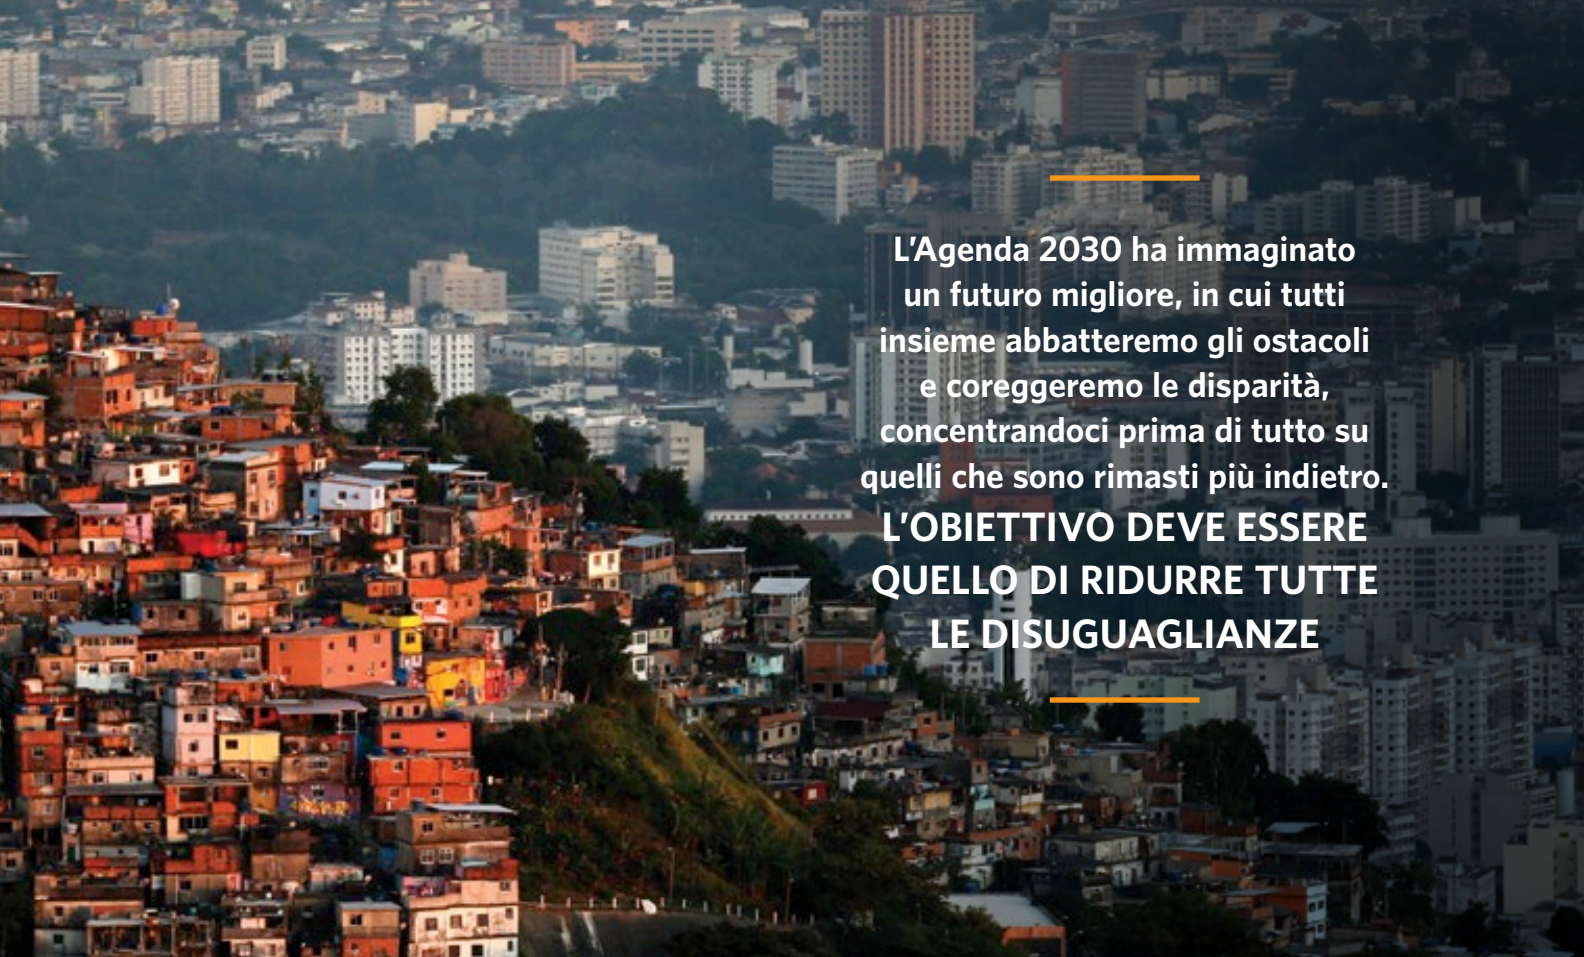 L'Agenda 2030 ha immaginato
un futuro migliore, in cui tutti
insieme abbatteremo gli ostacoli
e coreggeremo le disparità,
concentrandoci prima di tutto su
quelli che sono rimasti più indietro.
L'OBIETTIVO DEVE ESSERE
QUELLO DI RIDURRE TUTTE
LE DISUGUAGLIANZE